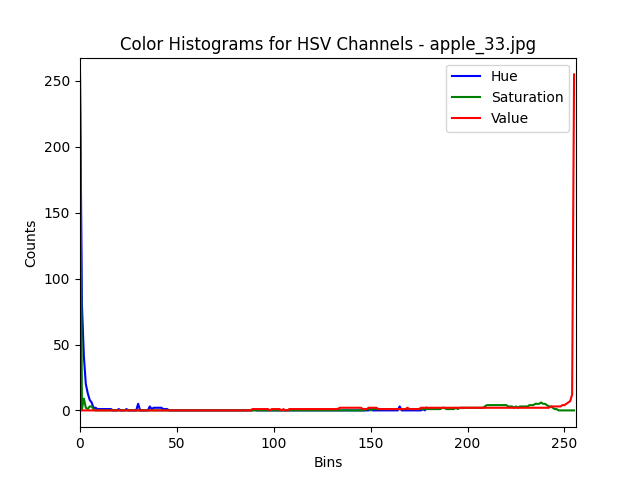 Color Histograms for HSV Channels - apple_33.jpg
Hue
Saturation
Value
Counts
250
200
150
100
50
0
0 50 100 150 200 250
Bins